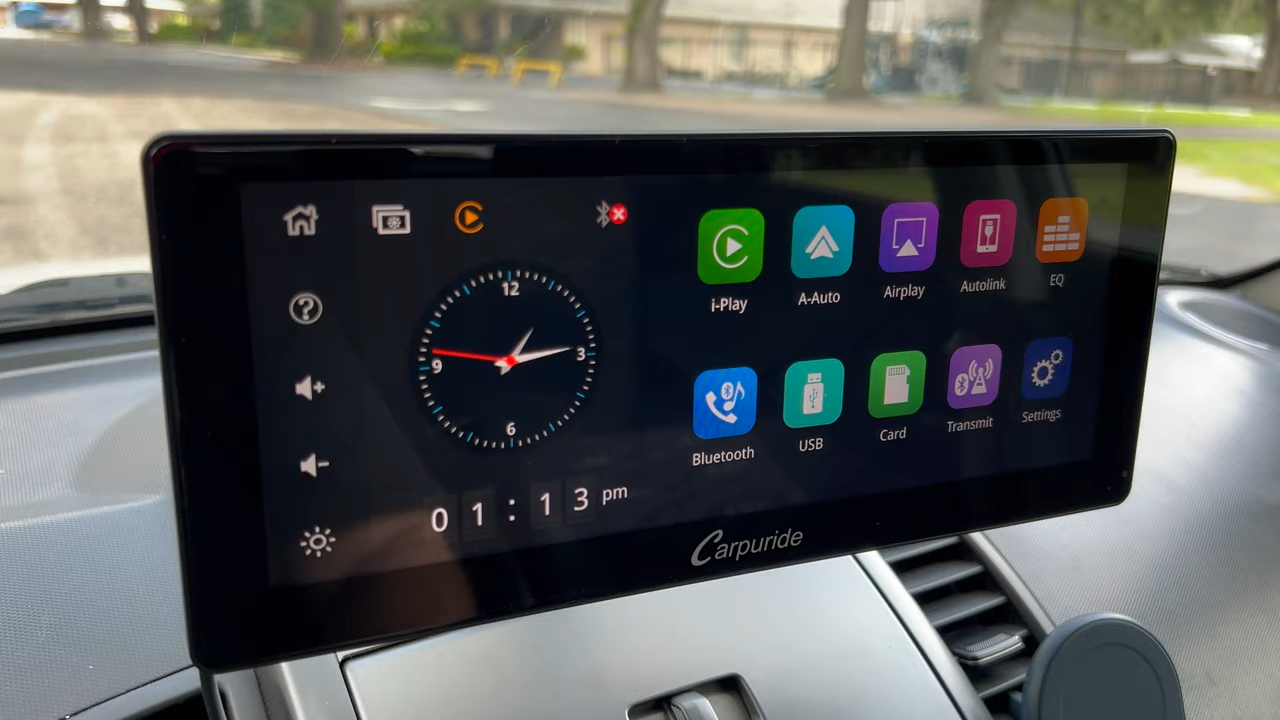 12
3
6
9
01:13 pm
i-Play
A-Auto
Airplay
Autolink
EQ
Bluetooth
USB
Card
Transmit
Settings
Carpuride